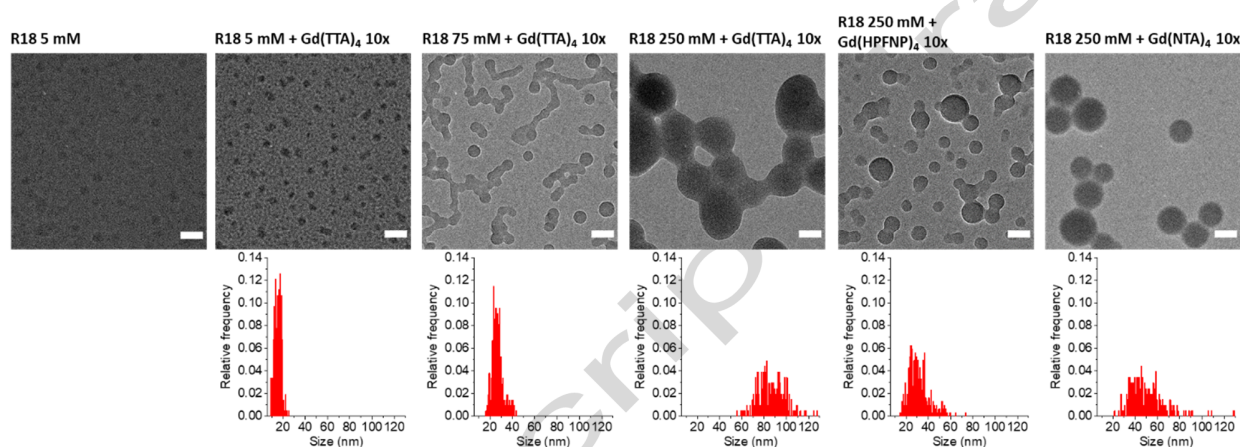 R18 5 mM
R18 5 mM + Gd(TTA)₄ 10x
R18 75 mM + Gd(TTA)₄ 10x
R18 250 mM + Gd(TTA)₄ 10x
R18 250 mM +
Gd(HPFNP)₄ 10x
R18 250 mM + Gd(NTA)₄ 10x
0.14
0.12
0.10
0.08
0.06
0.04
0.02
0.00
Relative frequency
20 40 60 80 100 120
Size (nm)
0.14
0.12
0.10
0.08
0.06
0.04
0.02
0.00
Relative frequency
20 40 60 80 100 120
Size (nm)
0.14
0.12
0.10
0.08
0.06
0.04
0.02
0.00
Relative frequency
20 40 60 80 100 120
Size (nm)
0.14
0.12
0.10
0.08
0.06
0.04
0.02
0.00
Relative frequency
20 40 60 80 100 120
Size (nm)
0.14
0.12
0.10
0.08
0.06
0.04
0.02
0.00
Relative frequency
20 40 60 80 100 120
Size (nm)